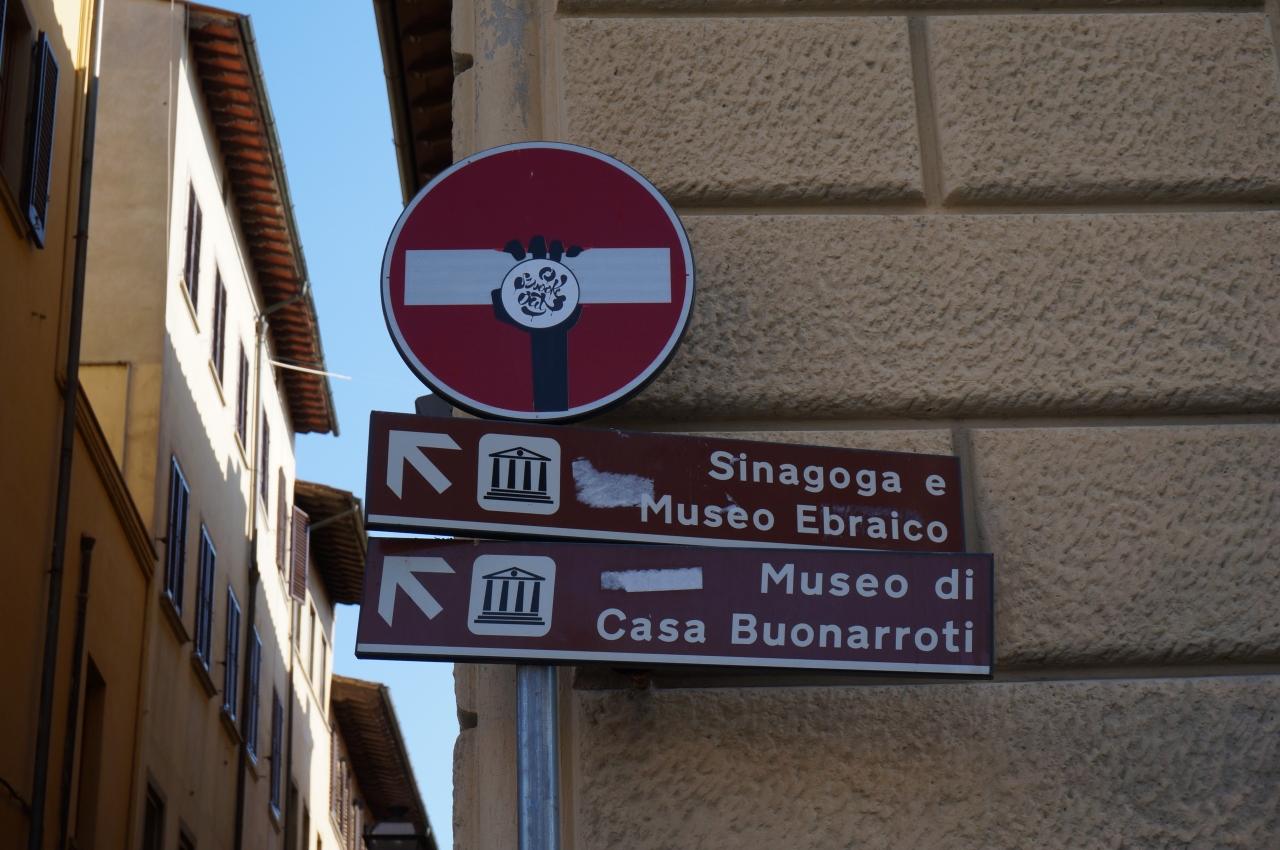 Sinagoga e
Museo Ebraico
Museo di
Casa Buonarroti